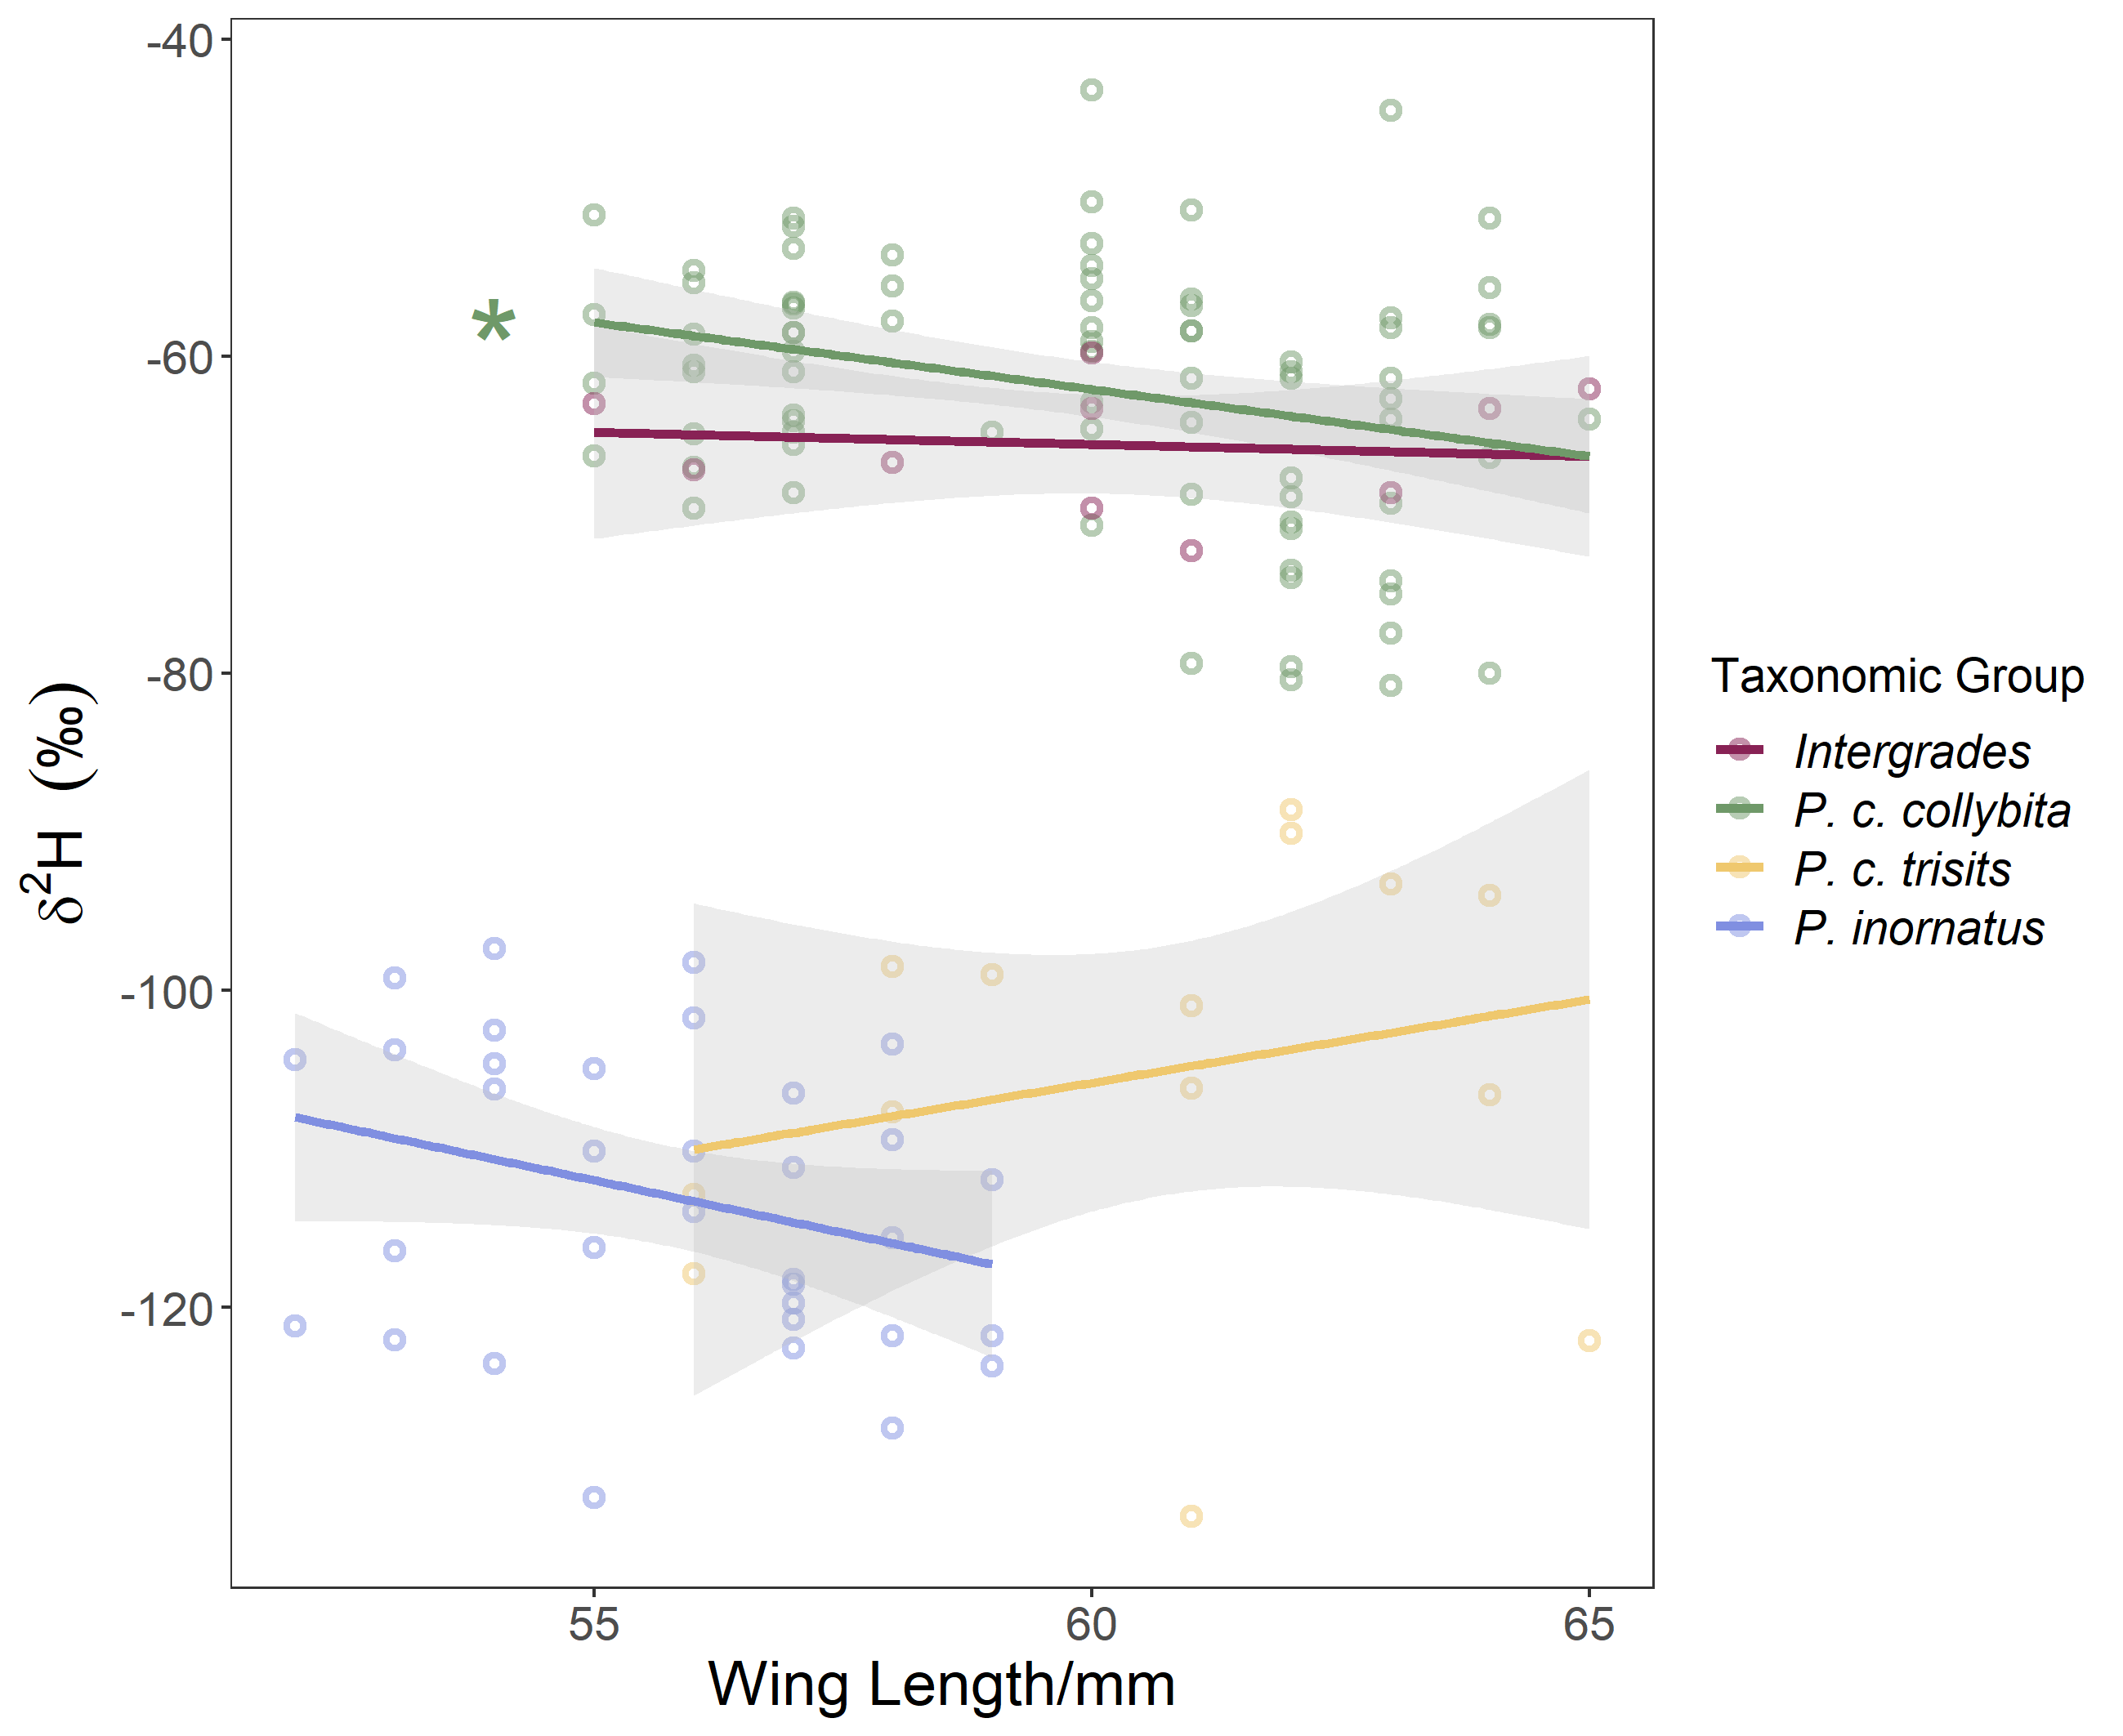 -40
-60
-80
-100
-120
δ²H (‰)
*
55 60 65
Wing Length/mm
Taxonomic Group
Intergrades
P. c. collybita
P. c. trisits
P. inornatus